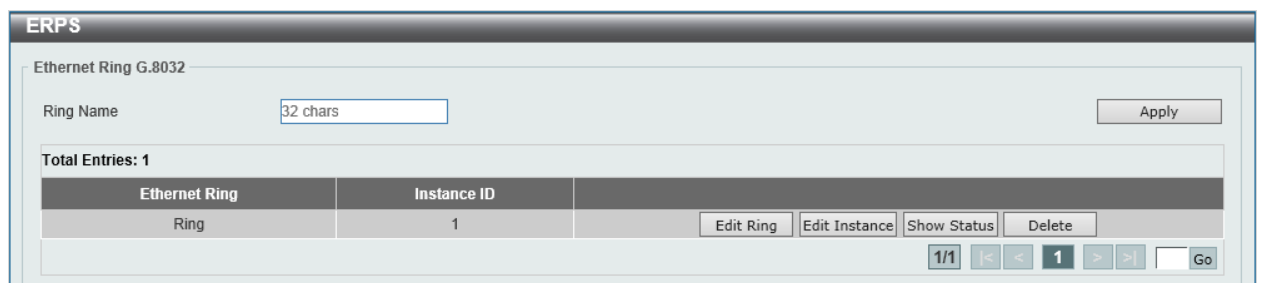 ERPS
Ethernet Ring G.8032
Ring Name 32 chars Apply
Total Entries: 1
Ethernet Ring Instance ID
Ring 1 Edit Ring Edit Instance Show Status Delete
1/1 |< < 1 > >| Go